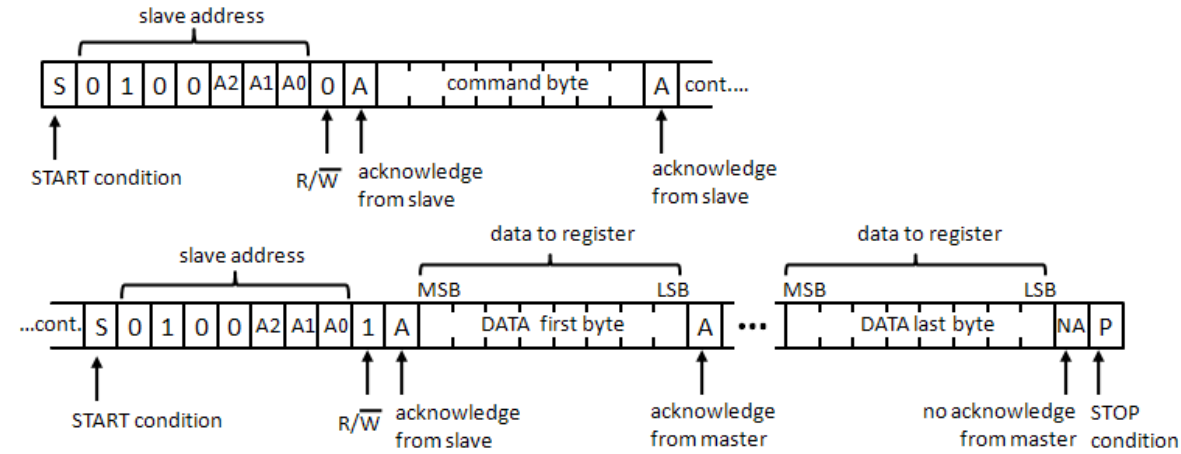 slave address
S 0 1 0 0 A2 A1 A0 0 A command byte A cont....
START condition
R/W
acknowledge
from slave
acknowledge
from slave
data to register
data to register
slave address
MSB LSB MSB LSB
...cont. S 0 1 0 0 A2 A1 A0 1 A DATA first byte A ••• DATA last byte NA P
START condition
R/W
acknowledge
from slave
acknowledge
from master
no acknowledge
from master
STOP
condition